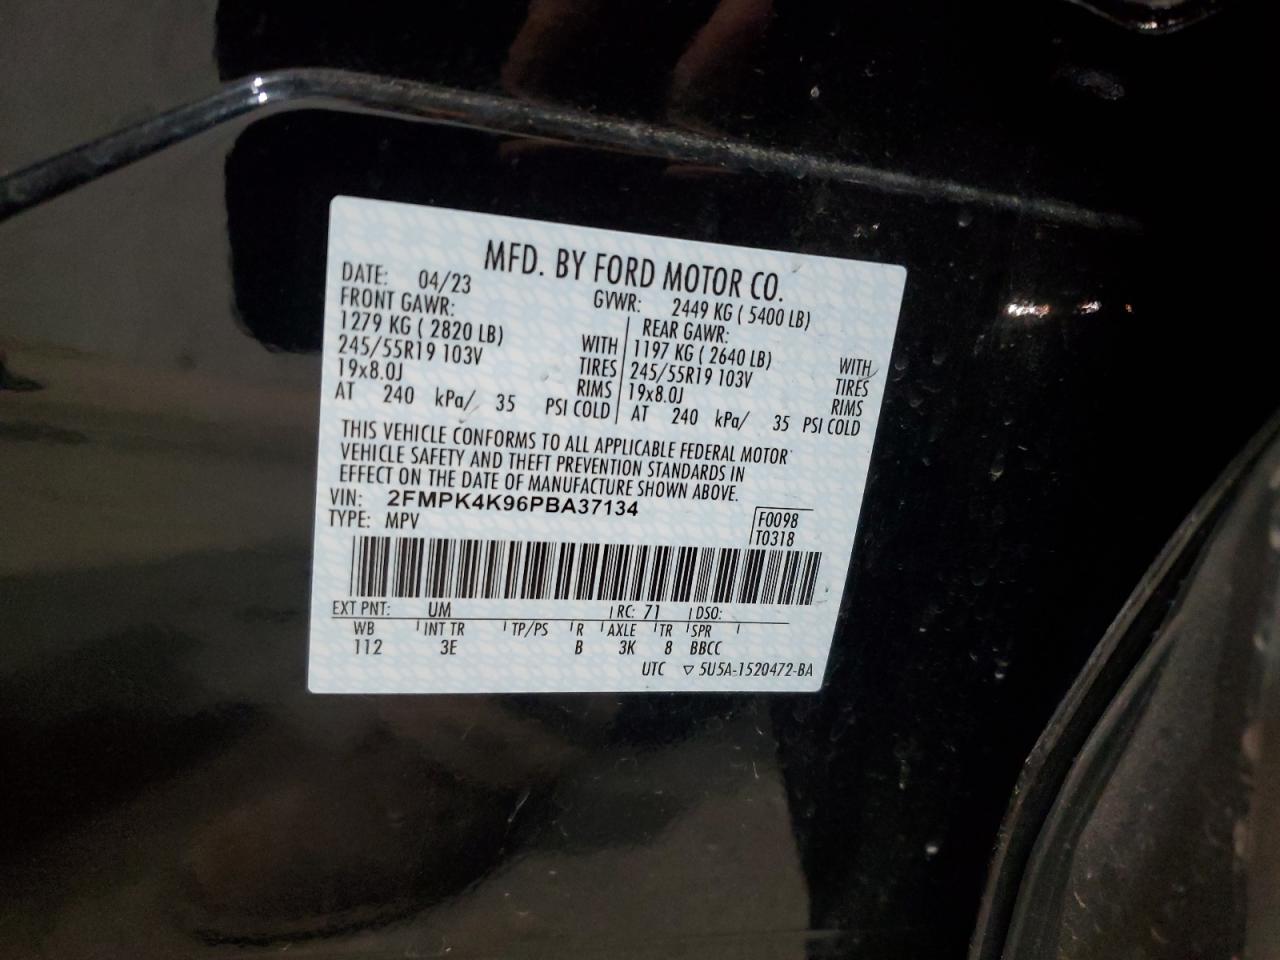 MFD. BY FORD MOTOR CO.
DATE: 04/23 GVWR: 2449 KG ( 5400 LB)
FRONT GAWR: REAR GAWR:
1279 KG ( 2820 LB) WITH 1197 KG ( 2640 LB) WITH
245/55R19 103V TIRES 245/55R19 103V TIRES
19x8.0J RIMS 19x8.0J RIMS
AT 240 kPa/ 35 PSI COLD AT 240 kPa/ 35 PSI COLD
THIS VEHICLE CONFORMS TO ALL APPLICABLE FEDERAL MOTOR
VEHICLE SAFETY AND THEFT PREVENTION STANDARDS IN
EFFECT ON THE DATE OF MANUFACTURE SHOWN ABOVE.
VIN: 2FMPK4K96PBA37134
TYPE: MPV F0098
T0318
EXT PNT: UM RC: 71 DSO:
WB INT TR TP/PS R AXLE TR SPR
112 3E B 3K 8 BBCC
UTC ▽ 5U5A-1520472-BA